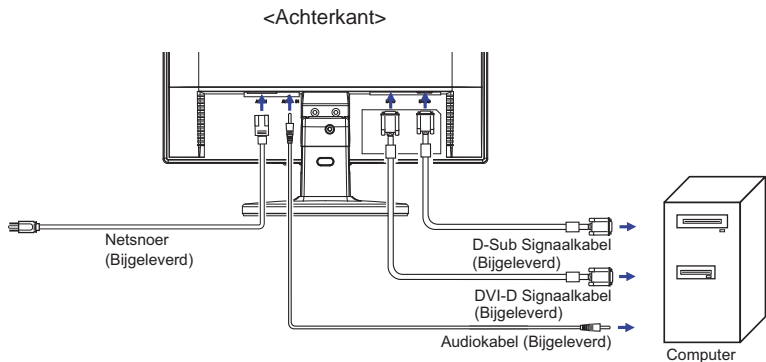 <Achterkant>
Netsnoer
(Bijgeleverd)
D-Sub Signaalkabel
(Bijgeleverd)
DVI-D Signaalkabel
(Bijgeleverd)
Audiokabel (Bijgeleverd)
Computer